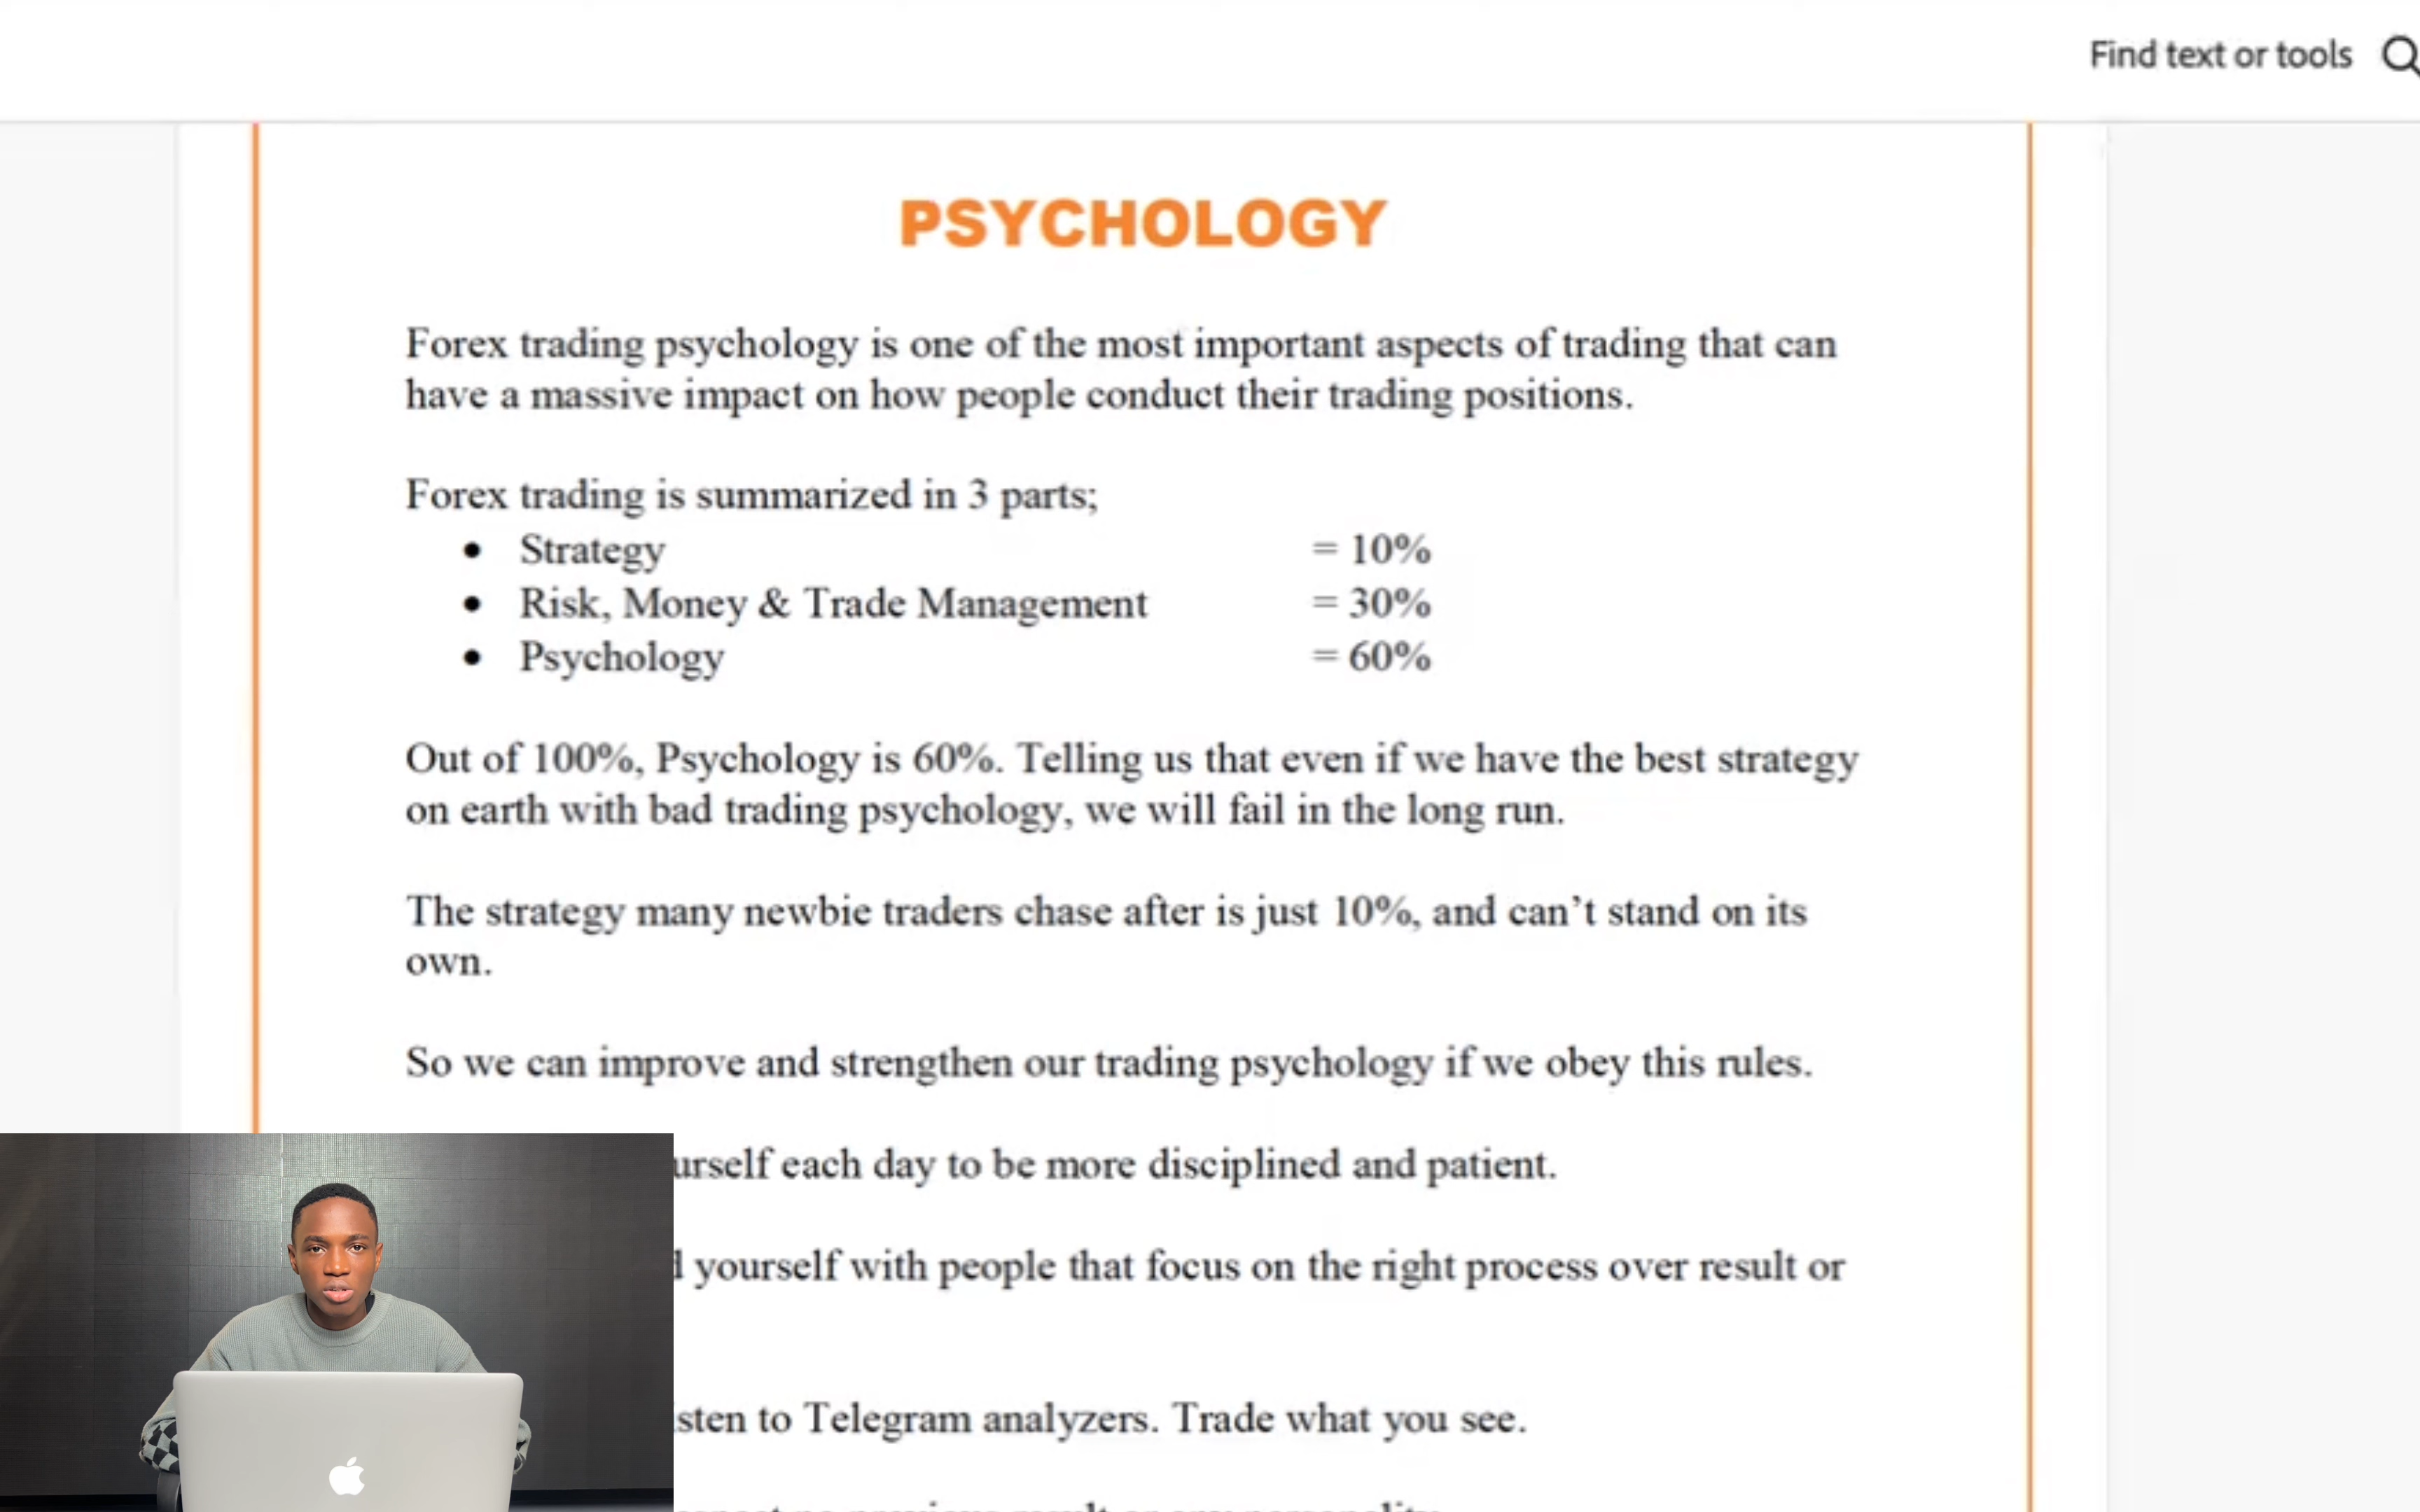 Find text or tools
PSYCHOLOGY
Forex trading psychology is one of the most important aspects of trading that can
have a massive impact on how people conduct their trading positions.
Forex trading is summarized in 3 parts;
• Strategy = 10%
• Risk, Money & Trade Management = 30%
• Psychology = 60%
Out of 100%, Psychology is 60%. Telling us that even if we have the best strategy
on earth with bad trading psychology, we will fail in the long run.
The strategy many newbie traders chase after is just 10%, and can’t stand on its
own.
So we can improve and strengthen our trading psychology if we obey this rules.
each day to be more disciplined and patient.
yourself with people that focus on the right process over result or
to Telegram analyzers. Trade what you see.